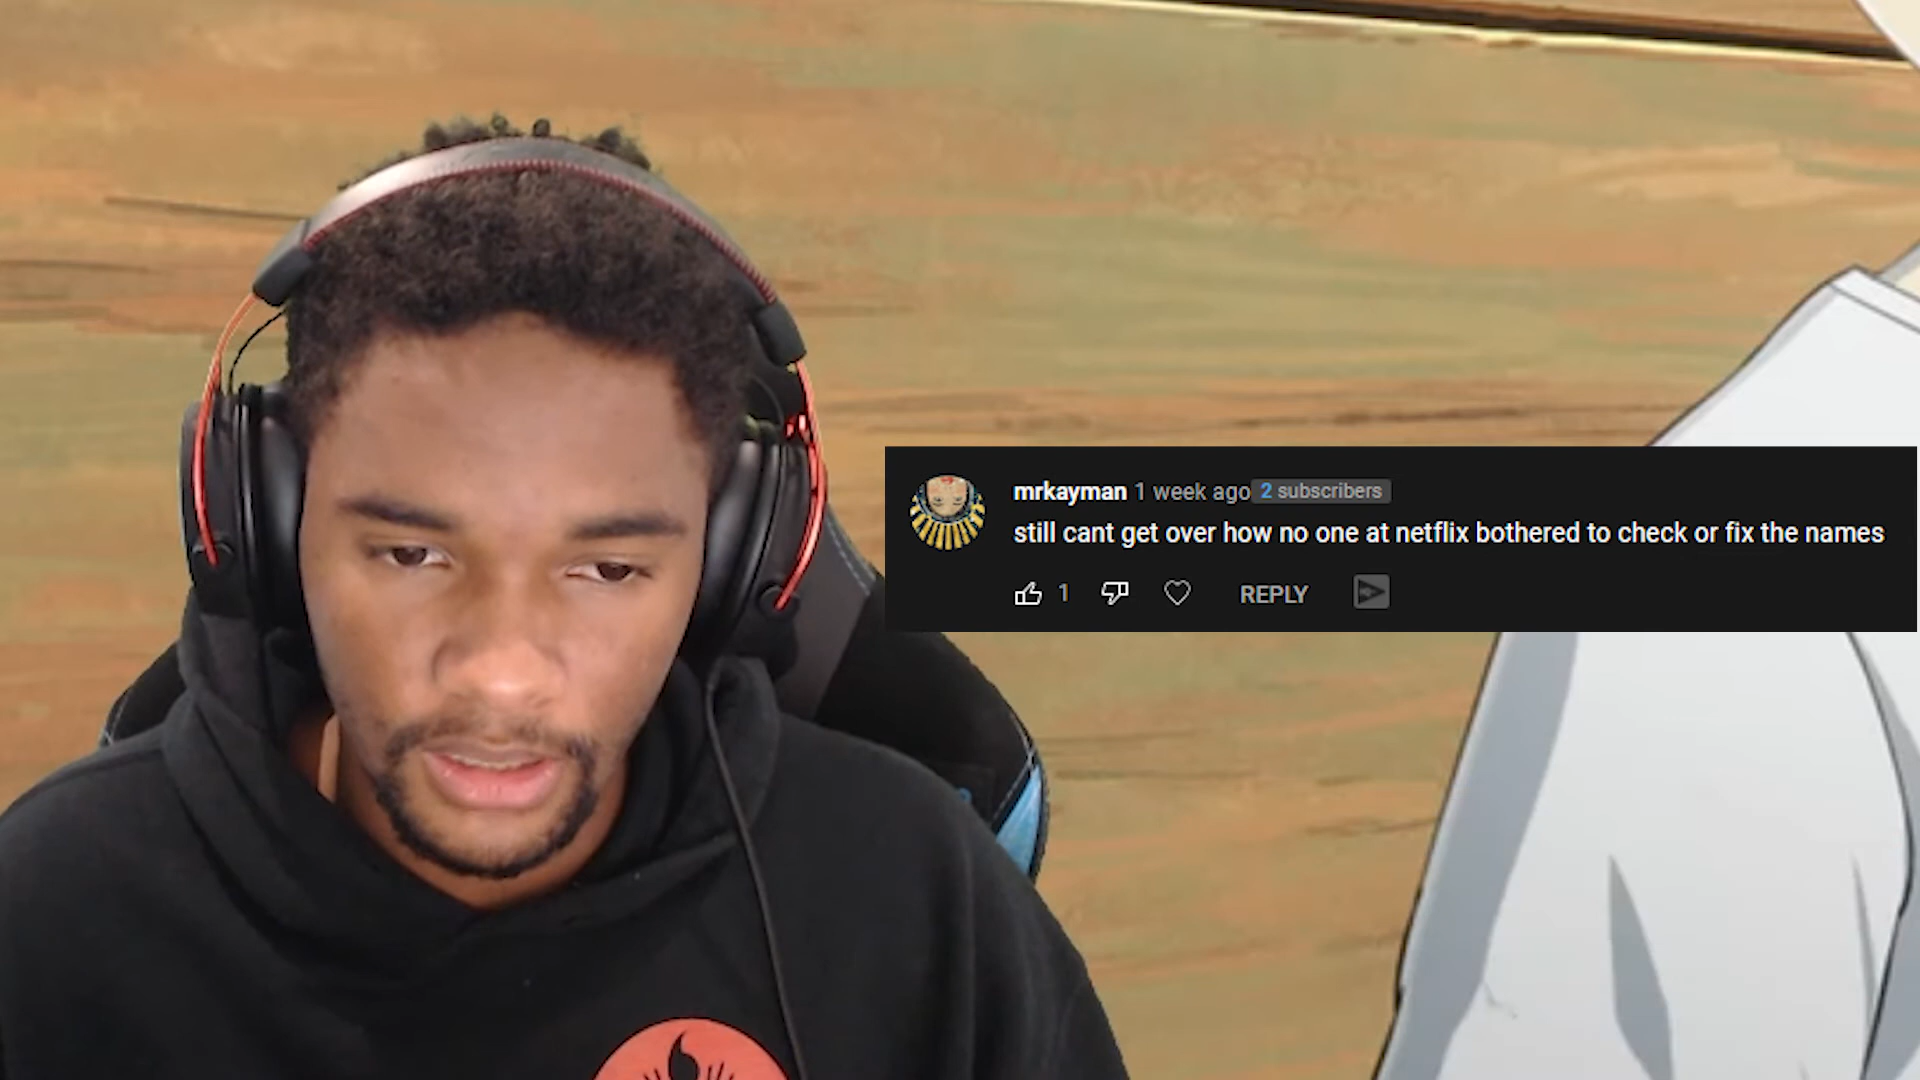 mrkayman 1 week ago 2 subscribers
still cant get over how no one at netflix bothered to check or fix the names
1 REPLY